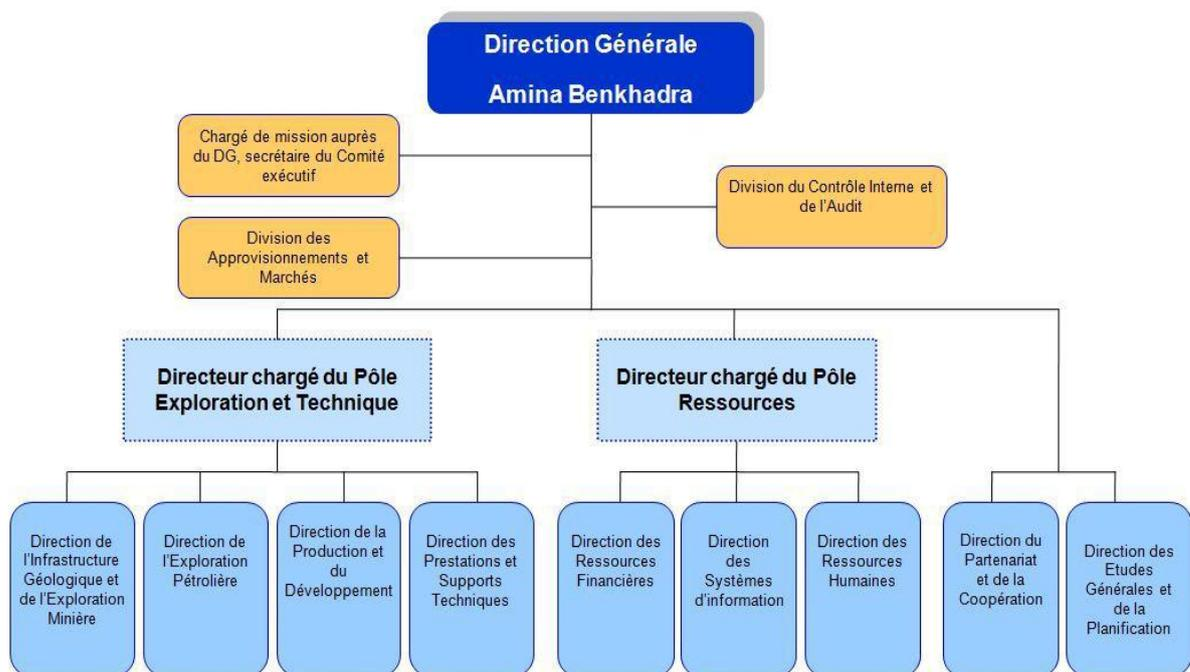 Direction Générale
Amina Benkhadra
Chargé de mission auprès
du DG, secrétaire du Comité
exécutif
Division du Contrôle Interne et
de l'Audit
Division des
Approvisionnements et
Marchés
Directeur chargé du Pôle
Exploration et Technique
Directeur chargé du Pôle
Ressources
Direction de
l'Infrastructure
Géologique et
de l'Exploration
Minière
Direction de
l'Exploration
Pétrolière
Direction de la
Production et
du
Développement
Direction des
Prestations et
Supports
Techniques
Direction des
Ressources
Financières
Direction
des
Systèmes
d'information
Direction des
Ressources
Humaines
Direction du
Partenariat
et de la
Coopération
Direction des
Etudes
Générales et
de la
Planification